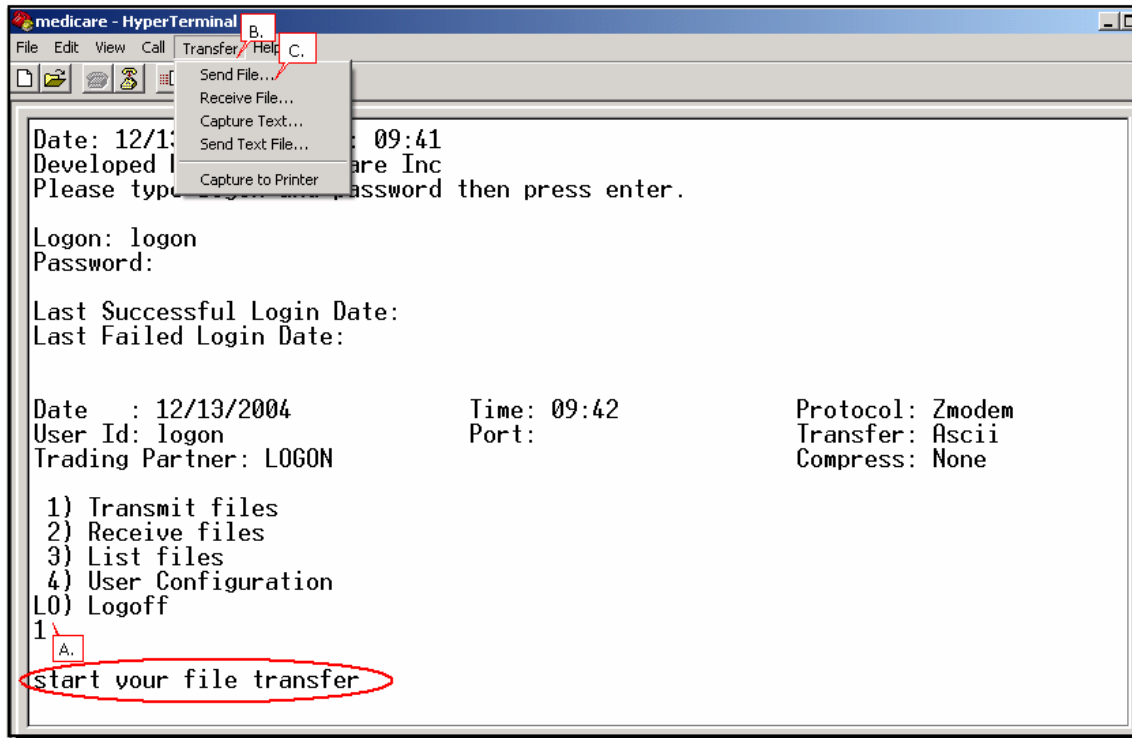 medicare - HyperTerminal
B.
File Edit View Call Transfer Help
C.
Send File...
Receive File...
Capture Text...
Send Text File...
Capture to Printer
Date: 12/13 : 09:41
Developed are Inc
Please type and password then press enter.
Logon: logon
Password:
Last Successful Login Date:
Last Failed Login Date:
Date : 12/13/2004 Time: 09:42 Protocol: Zmodem
User Id: logon Port: Transfer: Ascii
Trading Partner: LOGON Compress: None
1) Transmit files
2) Receive files
3) List files
4) User Configuration
LO) Logoff
1
A.
start your file transfer